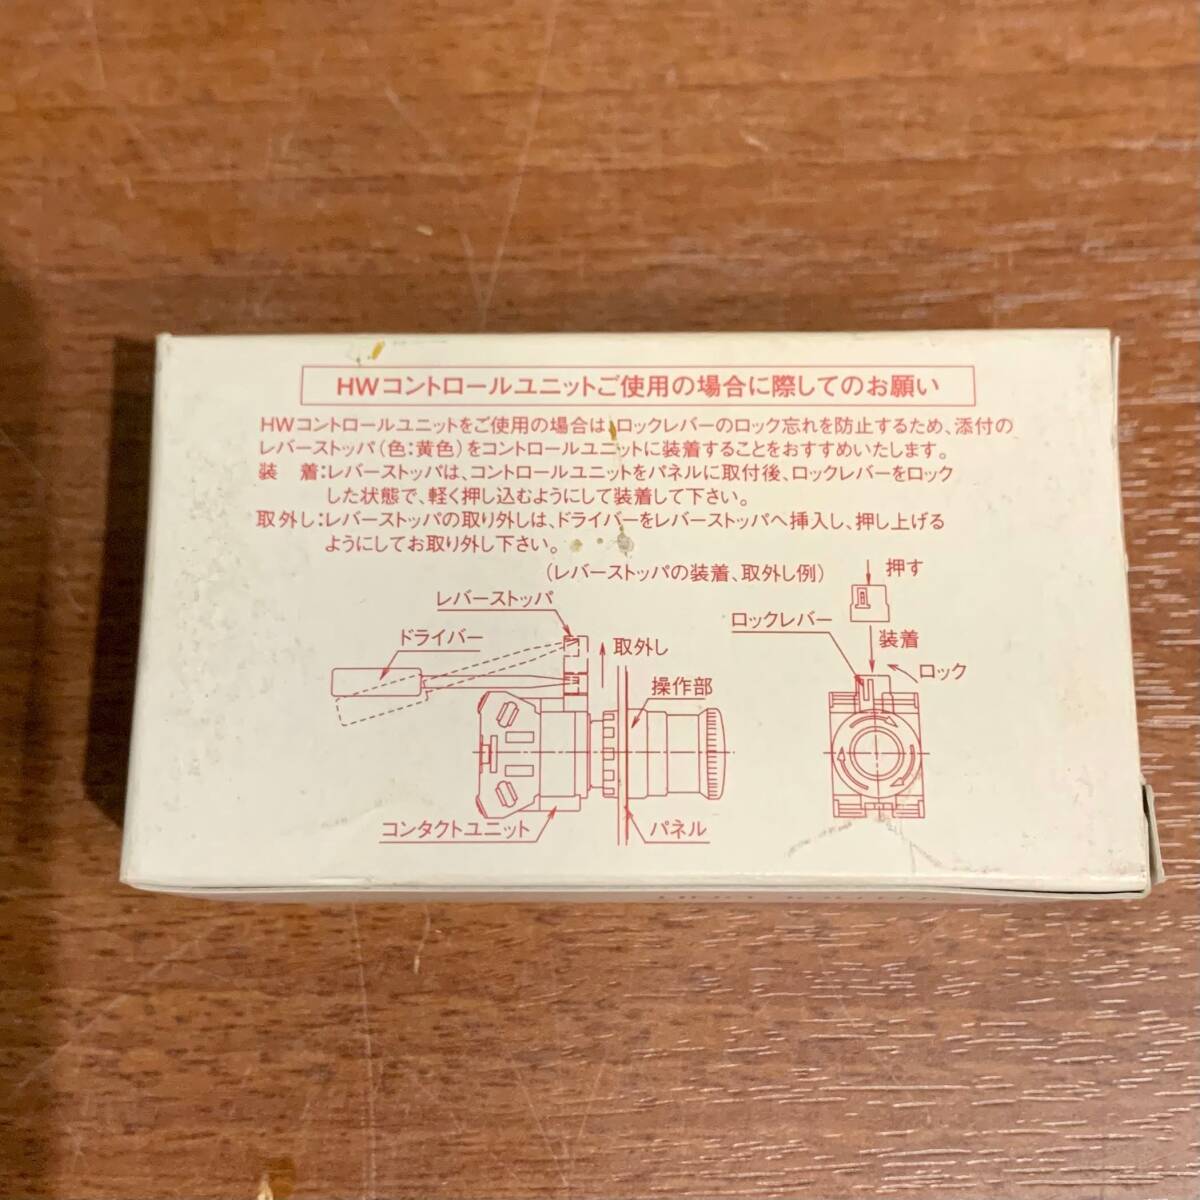 HWコントロールユニットご使用の場合に際してのお願い
HWコントロールユニットをご使用の場合は、ロックレバーのロック忘れを防止するため、添付の
レバーストッパ(色:黄色)をコントロールユニットに装着することをおすすめいたします。
装 着:レバーストッパは、コントロールユニットをパネルに取付後、ロックレバーをロック
した状態で、軽く押し込むようにして装着して下さい。
取外し:レバーストッパの取り外しは、ドライバーをレバーストッパへ挿入し、押し上げる
ようにしてお取り外し下さい。
(レバーストッパの装着、取外し例)
押す
レバーストッパ
ロックレバー
ドライバー
取外し
装着
ロック
操作部
コンタクトユニット
パネル